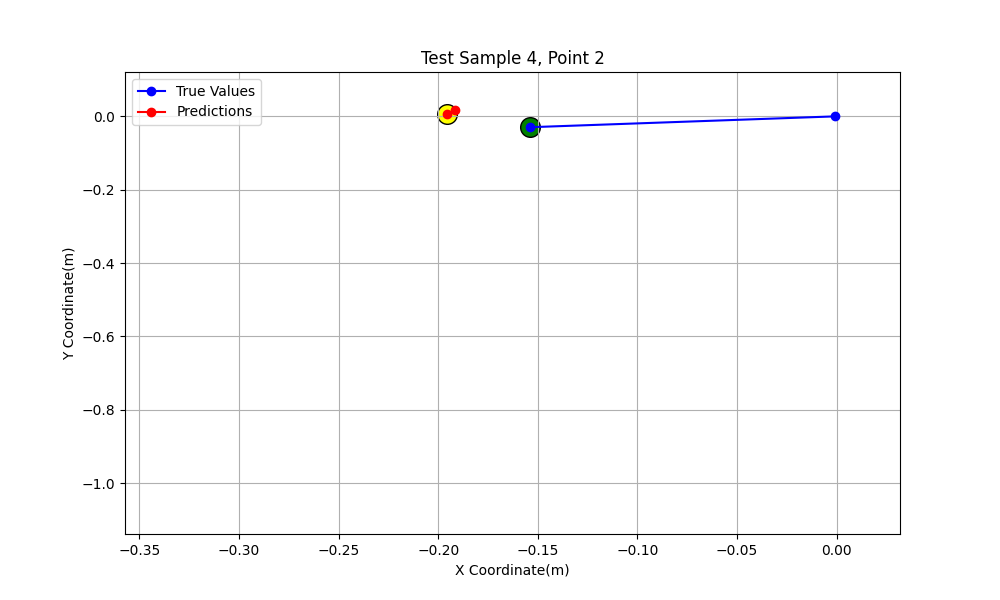 Test Sample 4, Point 2
True Values
Predictions
0.0
−0.2
−0.4
−0.6
−0.8
−1.0
Y Coordinate(m)
−0.35 −0.30 −0.25 −0.20 −0.15 −0.10 −0.05 0.00
X Coordinate(m)